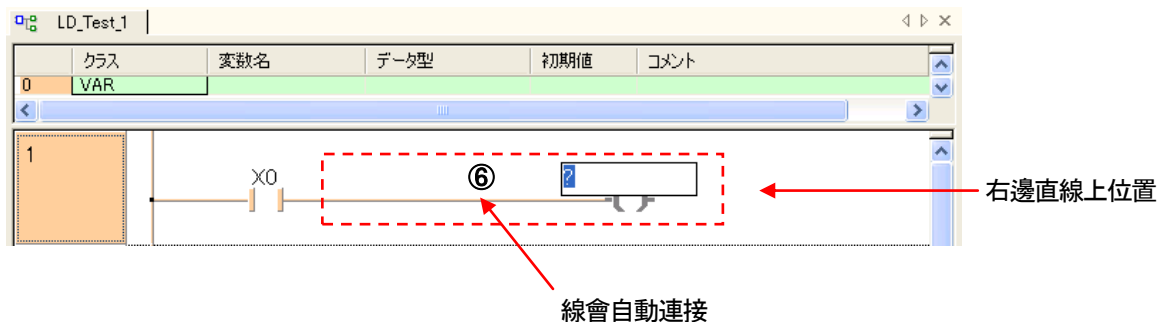 LD_Test_1
クラス 変数名 データ型 初期値 コメント
0 VAR
1
X0 ⑥ ?
右邊直線上位置
線會自動連接